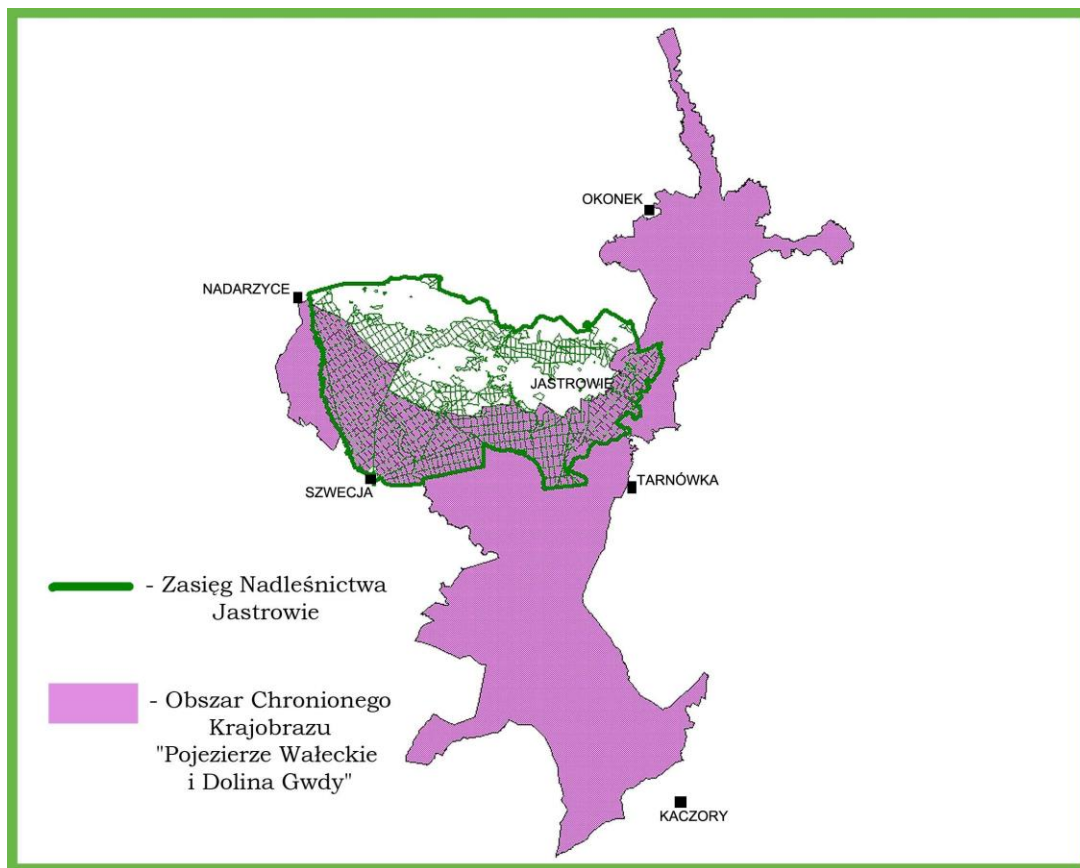 OKONEK
NADARZYCE
JASTROWIE
SZWECJA
TARNÓWKA
- Zasięg Nadleśnictwa
Jastrowie
- Obszar Chronionego
Krajobrazu
"Pojezierze Wałeckie
i Dolina Gwdy"
KACZORY